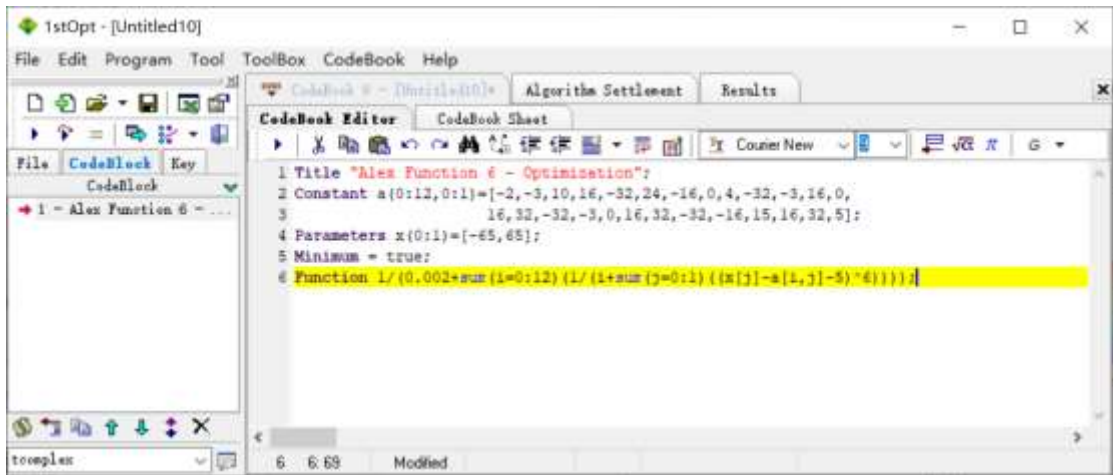 1stOpt - [Untitled10]
File Edit Program Tool ToolBox CodeBook Help
Algorithm Settlement Results
CodeBook Editor CodeBook Sheet
Courier New G
File CodeBlock Key
CodeBlock
1 - Alex Function 6 - ...
1 Title "Alex Function 6 - Optimization";
2 Constant a(0:12,0:1)=[-2,-3,10,16,-32,24,-16,0,4,-32,-3,16,0,
3 16,32,-32,-3,0,16,32,-32,-16,15,16,32,5];
4 Parameters x(0:1)=[-65,65];
5 Minimum = true;
6 Function 1/(0.002+sum(i=0:12)(1/(i+sum(j=0:1)((x[j]-a[i,j]-5)^6))));
tcomplex
6 6: 69 Modified